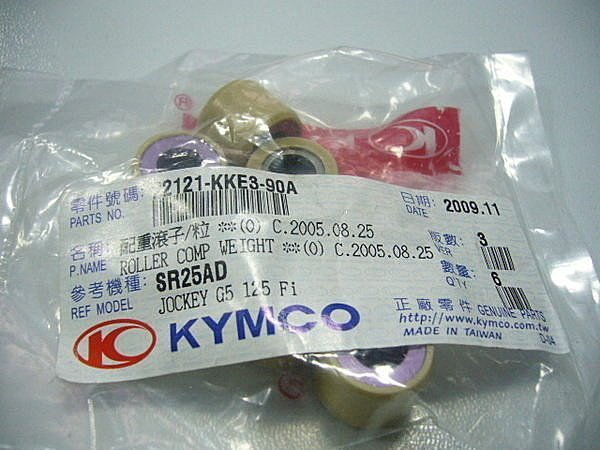 零件號碼: 2121-KKE3-90A 日期: 2009.11
PARTS NO. DATE
名稱: 配重滾子/粒 **(O) C.2005.08.25 版數: 3
P.NAME ROLLER COMP WEIGHT **(O) C.2005.08.25 VER
參考機種: SR25AD 數量: 6
REF MODEL JOCKEY G5 125 Fi Q'TY
KYMCO 正廠零件 GENUINE PARTS
http://www.kymco.com.tw
MADE IN TAIWAN D-04